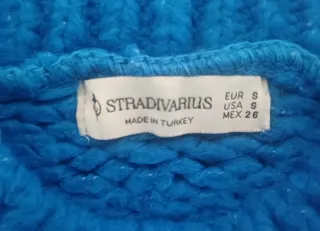 STRADIVARIUS
MADE IN TURKEY
EUR S
USA S
MEX 26